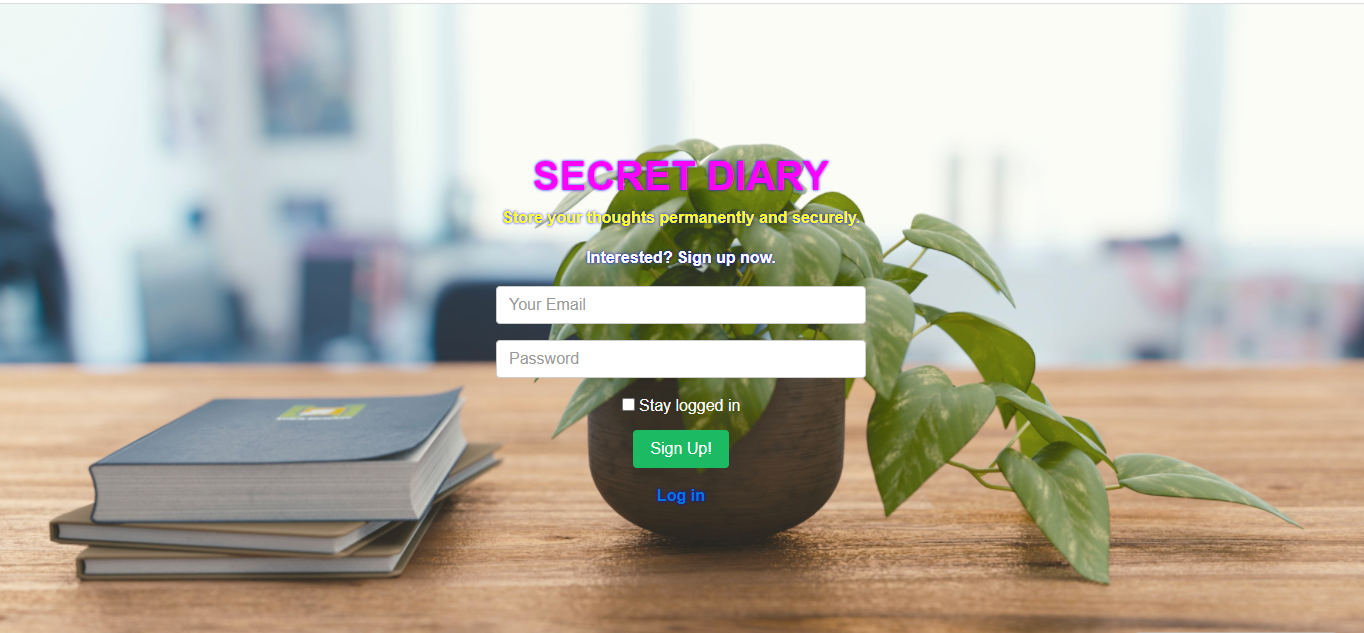 SECRET DIARY
Store your thoughts permanently and securely.
Interested? Sign up now.
Your Email
Password
Stay logged in
Sign Up!
Log in